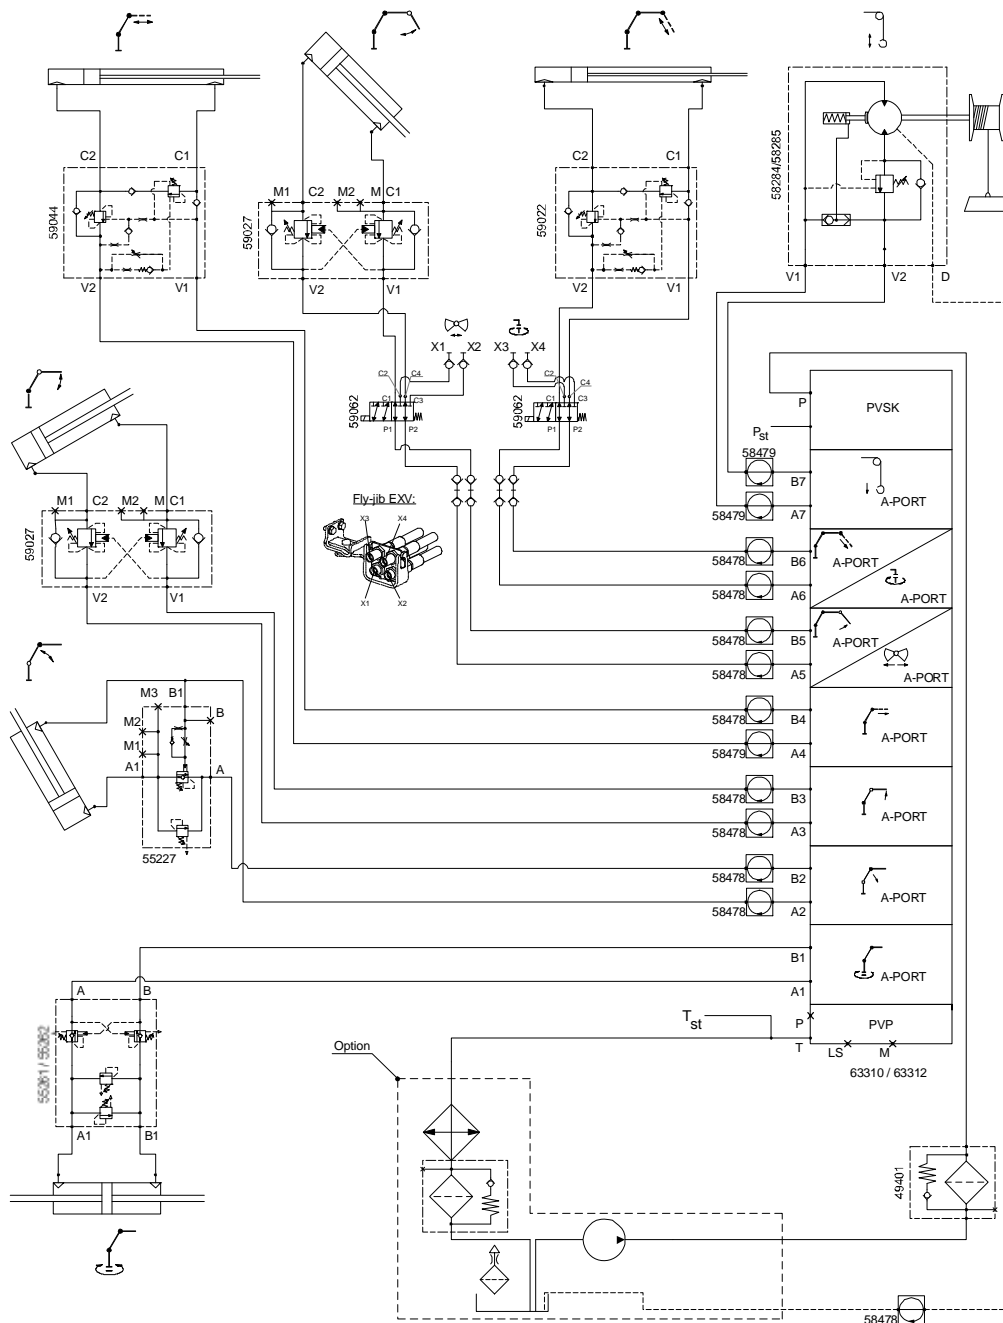 C2
C1
59044
V2
V1
M1
C2
M2
M
C1
59027
V2
V1
C2
C1
59022
V2
V1
58284/58285
V1
V2
D
X1
X2
X3
X4
C2
C4
C1
C3
59062
P1
P2
C2
C4
C1
C3
59062
P1
P2
Fly-jib EXV:
X3
X4
X1
X2
M1
C2
M2
M
C1
59027
V2
V1
M3
B1
B
M2
M1
A1
A
55227
P
PVSK
Pst
58479
B7
A-PORT
58479
A7
58478
B6
A-PORT
58478
A6
A-PORT
58478
B5
A-PORT
58478
A5
A-PORT
58478
B4
A-PORT
58479
A4
58478
B3
A-PORT
58478
A3
58478
B2
A-PORT
58478
A2
B1
A-PORT
A1
Tst
P
PVP
T
LS
M
63310 / 63312
A
B
55261 / 55262
A1
B1
Option
49401
58478